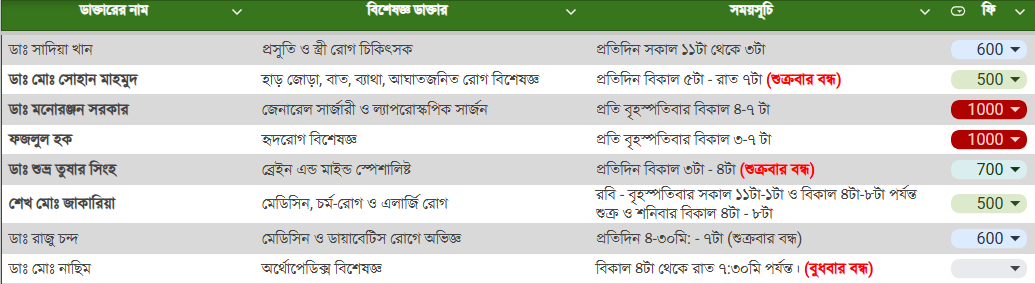 ডাক্তারের নাম বিশেষজ্ঞ ডাক্তার সময়সূচি ফি
ডাঃ সাদিয়া খান প্রসুতি ও স্ত্রী রোগ চিকিৎসক প্রতিদিন সকাল ১১টা থেকে ৩টা 600
ডাঃ মোঃ সোহান মাহমুদ হাড় জোড়া, বাত, ব্যাথা, আঘাতজনিত রোগ বিশেষজ্ঞ প্রতিদিন বিকাল ৫টা - রাত ৭টা (শুক্রবার বন্ধ) 500
ডাঃ মনোরঞ্জন সরকার জেনারেল সার্জারী ও ল্যাপরোস্কপিক সার্জন প্রতি বৃহস্পতিবার বিকাল ৪-৭ টা 1000
ফজলুল হক হৃদরোগ বিশেষজ্ঞ প্রতি বৃহস্পতিবার বিকাল ৩-৭ টা 1000
ডাঃ শুভ্র তুষার সিংহ ব্রেইন এন্ড মাইন্ড স্পেশালিষ্ট প্রতিদিন বিকাল ৩টা - ৪টা (শুক্রবার বন্ধ) 700
শেখ মোঃ জাকারিয়া মেডিসিন, চর্ম-রোগ ও এলার্জি রোগ রবি - বৃহস্পতিবার সকাল ১১টা-১টা ও বিকাল ৪টা-৮টা পর্যন্ত
শুক্র ও শনিবার বিকাল ৪টা - ৮টা 500
ডাঃ রাজু চন্দ মেডিসিন ও ডায়াবেটিস রোগে অভিজ্ঞ প্রতিদিন ৪-৩০মি: - ৭টা (শুক্রবার বন্ধ) 600
ডাঃ মোঃ নাছিম অর্থোপেডিক্স বিশেষজ্ঞ বিকাল ৪টা থেকে রাত ৭:৩০মি পর্যন্ত। (বুধবার বন্ধ)